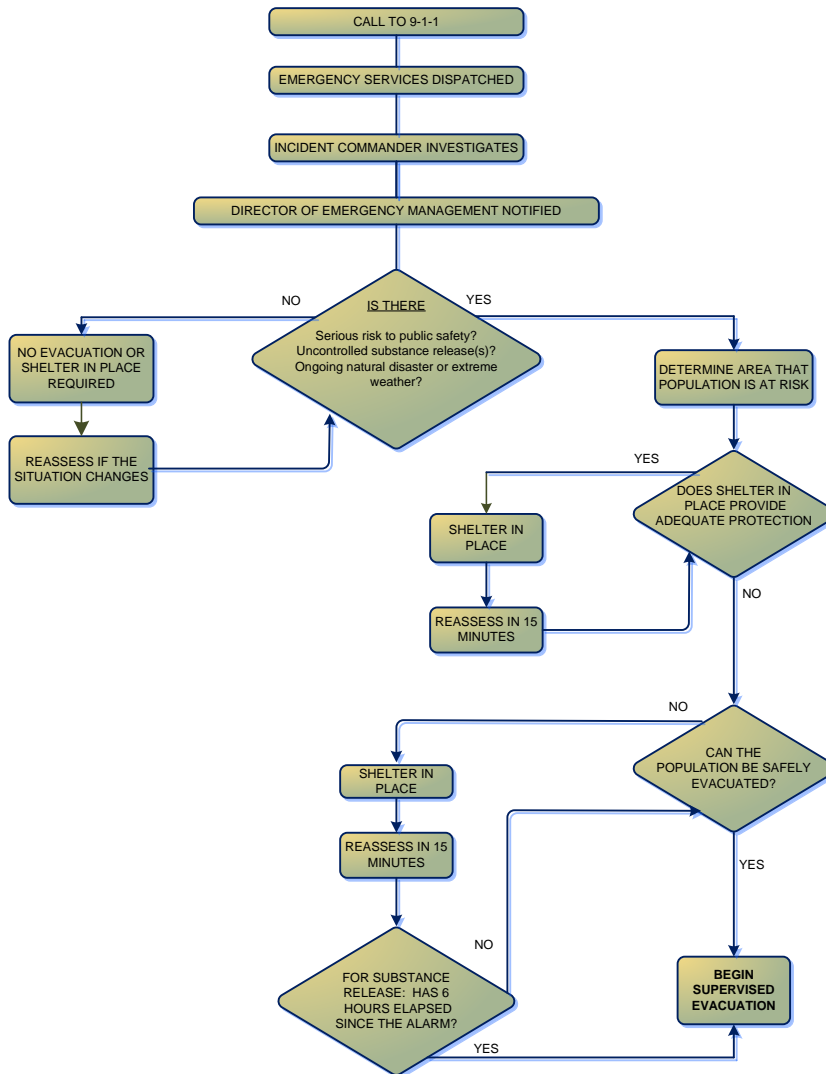 CALL TO 9-1-1
EMERGENCY SERVICES DISPATCHED
INCIDENT COMMANDER INVESTIGATES
DIRECTOR OF EMERGENCY MANAGEMENT NOTIFIED
NO
YES
IS THERE
Serious risk to public safety?
Uncontrolled substance release(s)?
Ongoing natural disaster or extreme
weather?
NO EVACUATION OR
SHELTER IN PLACE
REQUIRED
DETERMINE AREA THAT
POPULATION IS AT RISK
REASSESS IF THE
SITUATION CHANGES
YES
DOES SHELTER IN
PLACE PROVIDE
ADEQUATE PROTECTION
SHELTER IN
PLACE
REASSESS IN 15
MINUTES
NO
NO
CAN THE
POPULATION BE SAFELY
EVACUATED?
SHELTER IN
PLACE
REASSESS IN 15
MINUTES
YES
NO
FOR SUBSTANCE
RELEASE: HAS 6
HOURS ELAPSED
SINCE THE ALARM?
BEGIN
SUPERVISED
EVACUATION
YES